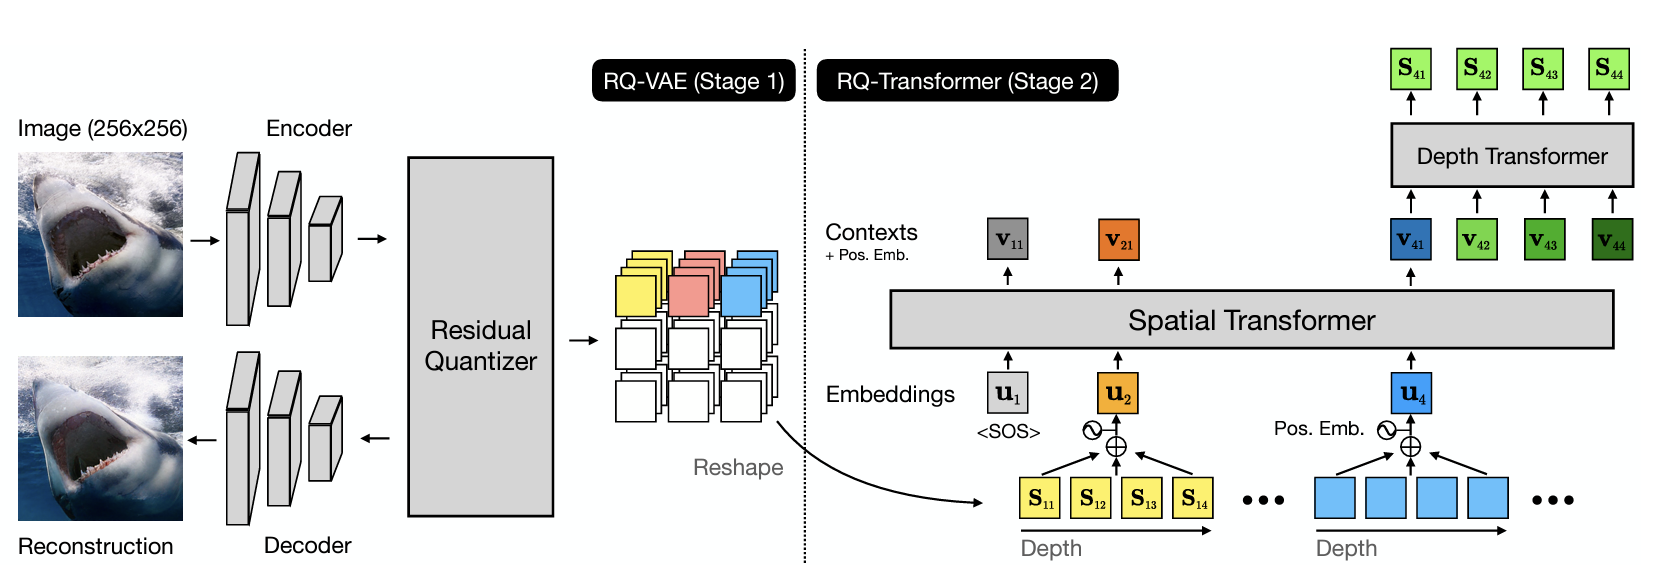 RQ-VAE (Stage 1)
RQ-Transformer (Stage 2)
Image (256x256)
Encoder
Residual
Quantizer
Reconstruction
Decoder
Reshape
S41 S42 S43 S44
Depth Transformer
Contexts
+ Pos. Emb.
v11 v21 v41 v42 v43 v44
Spatial Transformer
Embeddings
u1 u2 u4
<SOS>
Pos. Emb.
S11 S12 S13 S14 ••• •••
Depth
Depth